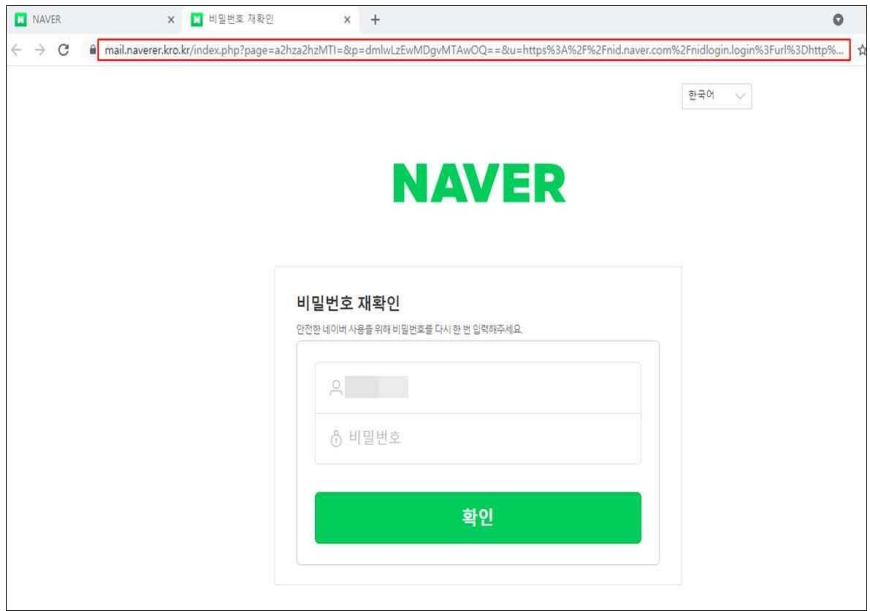 NAVER
비밀번호 재확인
mail.naverer.kro.kr/index.php?page=a2hza2hzMTI=&p=dmlwLzEwMDgvMTAwOQ==&u=https%3A%2F%2Fnid.naver.com%2Fnidlogin.login%3Furl%3Dhttp%...
한국어
NAVER
비밀번호 재확인
안전한 네이버 사용을 위해 비밀번호를 다시 한 번 입력해주세요.
비밀번호
확인